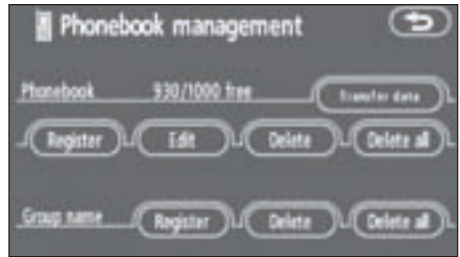 Phonebook management
Phonebook 930/1000 free Transfer data
Register Edit Delete Delete all
Group name Register Delete Delete all